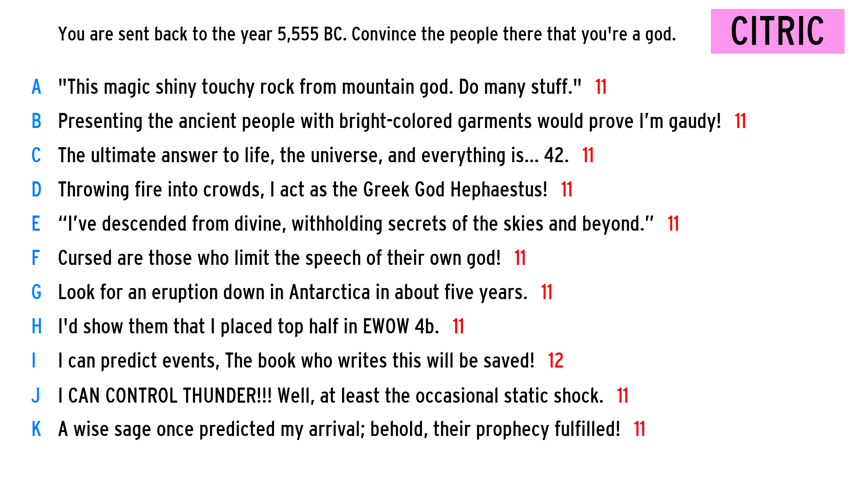 You are sent back to the year 5,555 BC. Convince the people there that you're a god.
CITRIC
A "This magic shiny touchy rock from mountain god. Do many stuff." 11
B Presenting the ancient people with bright-colored garments would prove I’m gaudy! 11
C The ultimate answer to life, the universe, and everything is... 42. 11
D Throwing fire into crowds, I act as the Greek God Hephaestus! 11
E “I’ve descended from divine, withholding secrets of the skies and beyond.” 11
F Cursed are those who limit the speech of their own god! 11
G Look for an eruption down in Antarctica in about five years. 11
H I'd show them that I placed top half in EWOW 4b. 11
I I can predict events, The book who writes this will be saved! 12
J I CAN CONTROL THUNDER!!! Well, at least the occasional static shock. 11
K A wise sage once predicted my arrival; behold, their prophecy fulfilled! 11